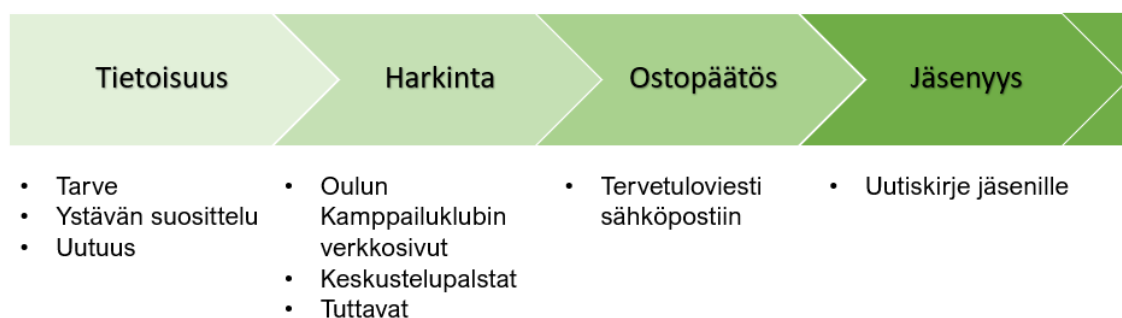 Tietoisuus
Harkinta
Ostopäätös
Jäsenyys
• Tarve
• Ystävän suosittelu
• Uutuus
• Oulun
Kamppailuklubin
verkkosivut
• Keskustelupalstat
• Tuttavat
• Tervetuloviesti
sähköpostiin
• Uutiskirje jäsenille